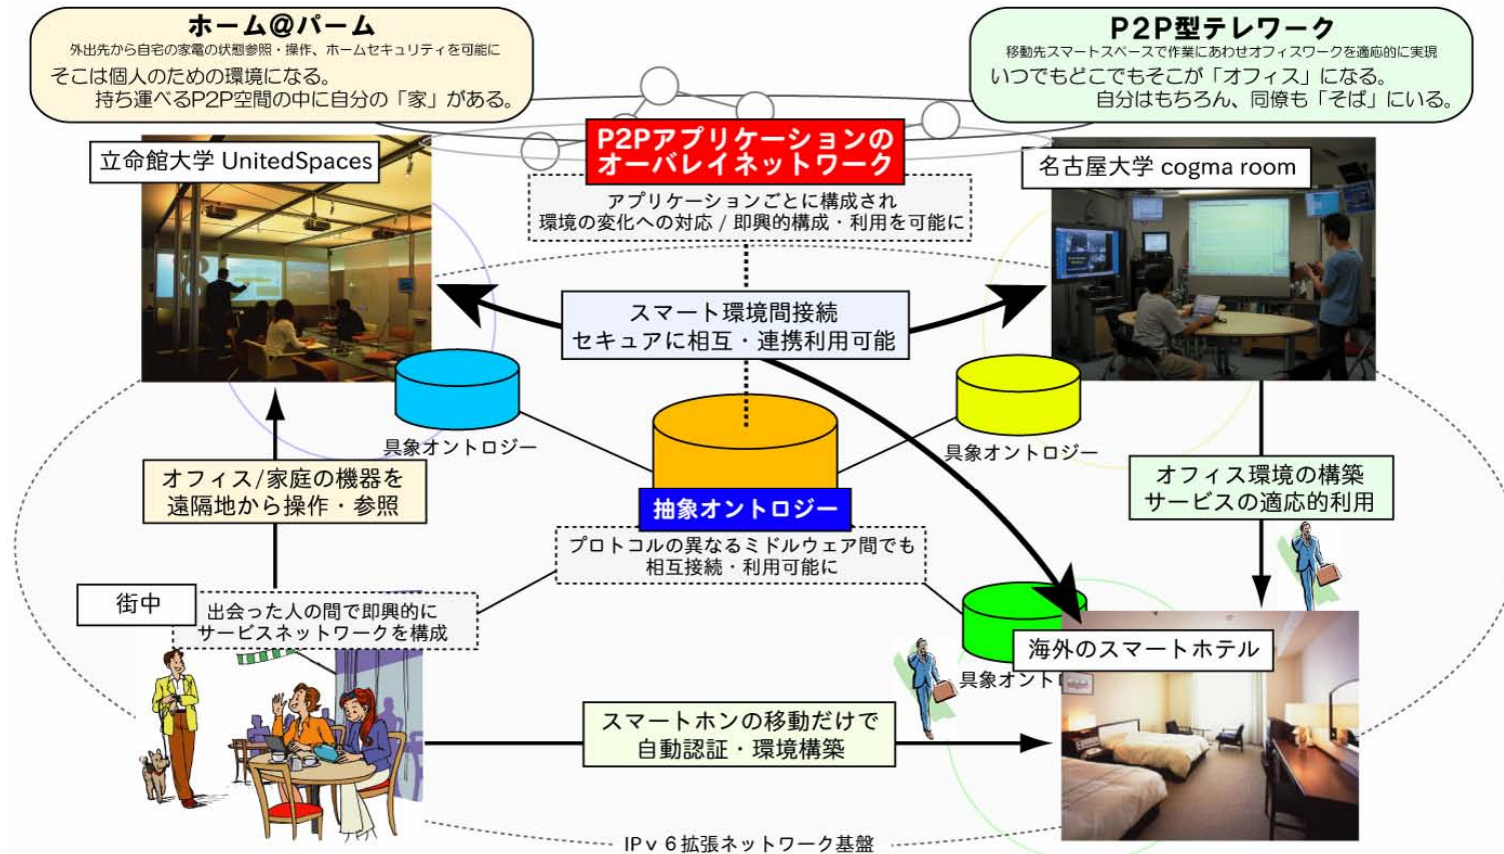 ホーム@パーム
外出先から自宅の家電の状態参照・操作、ホームセキュリティを可能に
そこは個人のための環境になる。
持ち運べるP2P空間の中に自分の「家」がある。
P2P型テレワーク
移動先スマートスペースで作業にあわせオフィスワークを適応的に実現
いつでもどこでもそこが「オフィス」になる。
自分はもちろん、同僚も「そば」にいる。
P2Pアプリケーションの
オーバレイネットワーク
アプリケーションごとに構成され
環境の変化への対応 / 即興的構成・利用を可能に
立命館大学 UnitedSpaces
名古屋大学 cogma room
スマート環境間接続
セキュアに相互・連携利用可能
具象オントロジー
具象オントロジー
オフィス/家庭の機器を
遠隔地から操作・参照
抽象オントロジー
プロトコルの異なるミドルウェア間でも
相互接続・利用可能に
オフィス環境の構築
サービスの適応的利用
街中
出会った人の間で即興的に
サービスネットワークを構成
海外のスマートホテル
具象オント
スマートホンの移動だけで
自動認証・環境構築
IPv6拡張ネットワーク基盤